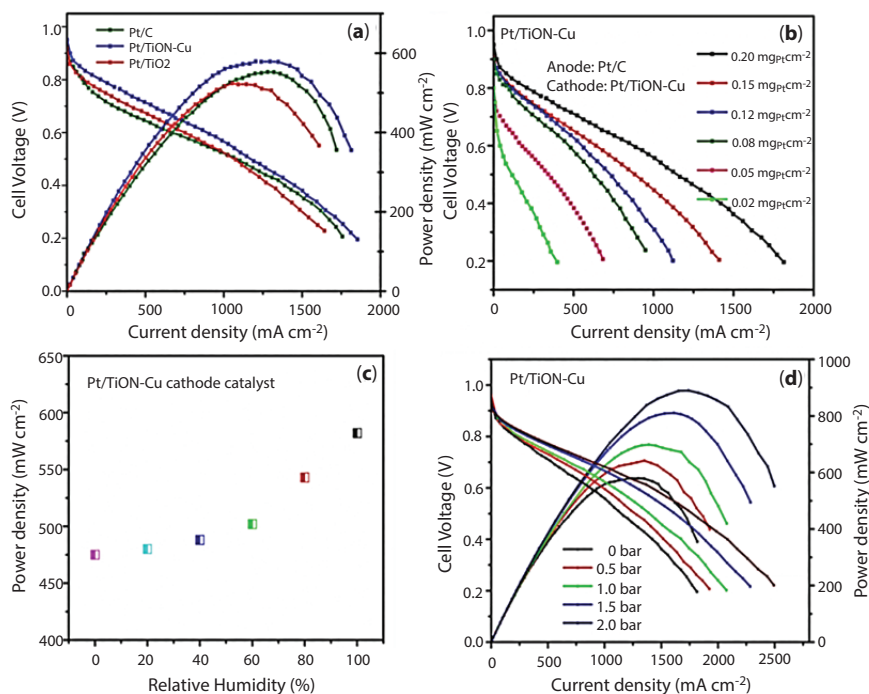 (a)
Pt/C
Pt/TiON-Cu
Pt/TiO2
Cell Voltage (V)
1.0
0.8
0.6
0.4
0.2
0.0
Power density (mW cm-2)
600
400
200
0
0
500
1000
1500
2000
Current density (mA cm-2)
Pt/TiON-Cu
(b)
Anode: Pt/C
Cathode: Pt/TiON-Cu
0.20 mgPtcm-2
0.15 mgPtcm-2
0.12 mgPtcm-2
0.08 mgPtcm-2
0.05 mgPtcm-2
0.02 mgPtcm-2
Cell Voltage (V)
1.0
0.8
0.6
0.4
0.2
0
500
1000
1500
2000
Current density (mA cm-2)
Pt/TiON-Cu cathode catalyst
(c)
Power density (mW cm-2)
650
600
575
550
525
500
475
450
400
0
20
40
60
80
100
Relative Humidity (%)
Pt/TiON-Cu
(d)
Cell Voltage (V)
1.0
0.8
0.6
0.4
0.2
0.0
Power density (mW cm-2)
1000
800
600
400
200
0
0 bar
0.5 bar
1.0 bar
1.5 bar
2.0 bar
0
500
1000
1500
2000
2500
Current density (mA cm-2)